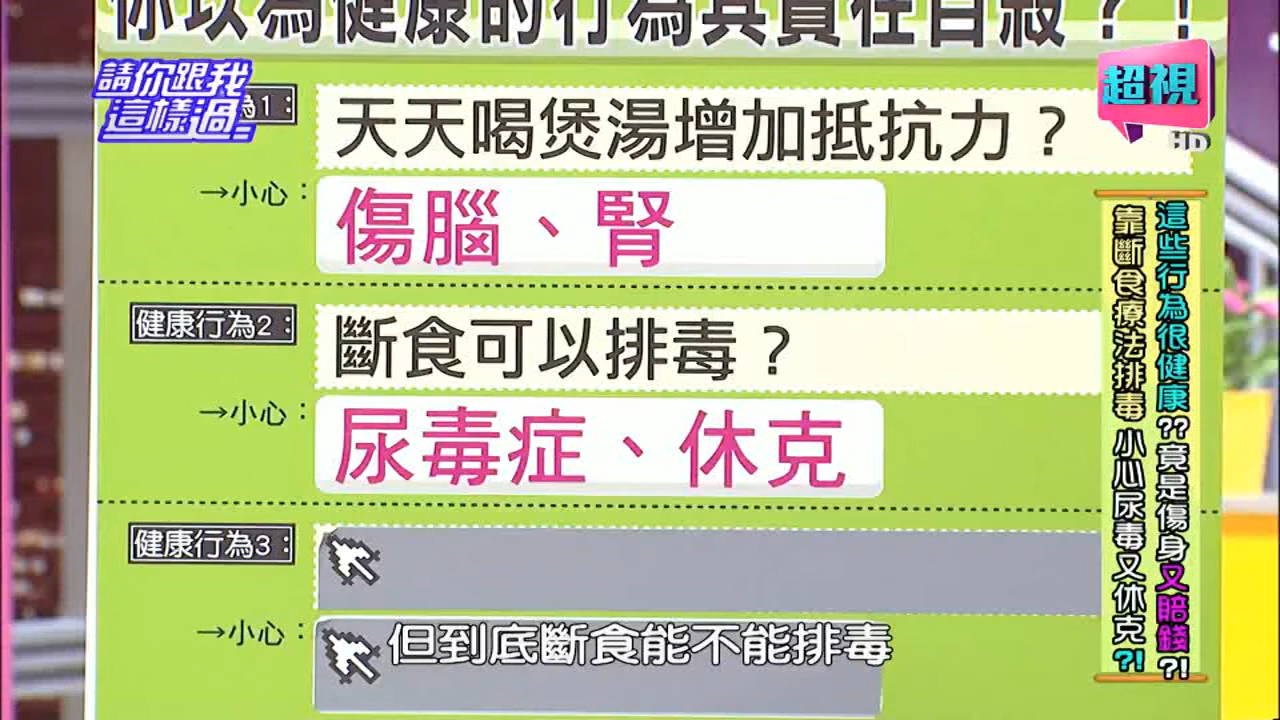 你以為健康的行為其實在自殺？！
請你跟我
這樣過
為1：
天天喝煲湯增加抵抗力？
→小心：
傷腦、腎
健康行為2：
斷食可以排毒？
→小心：
尿毒症、休克
健康行為3：
→小心：
但到底斷食能不能排毒
超視
HD
這些行為很健康??竟是傷身又賠錢?!
靠斷食療法排毒 小心尿毒又休克?!